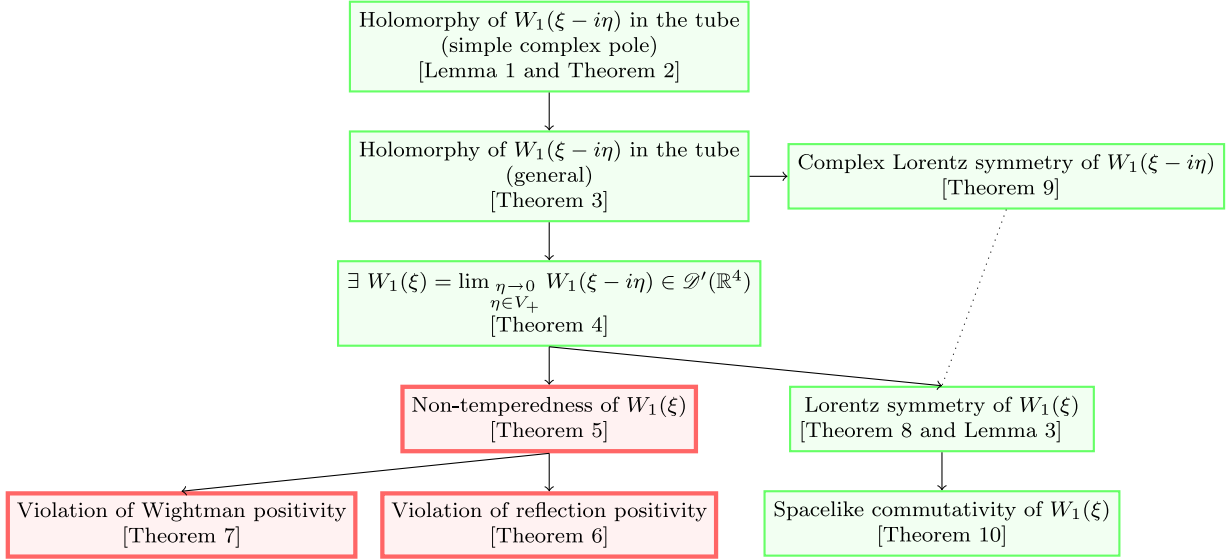 Holomorphy of W₁(ξ − iη) in the tube
(simple complex pole)
[Lemma 1 and Theorem 2]
Holomorphy of W₁(ξ − iη) in the tube
(general)
[Theorem 3]
Complex Lorentz symmetry of W₁(ξ − iη)
[Theorem 9]
∃ W₁(ξ) = lim η→0 W₁(ξ − iη) ∈ 𝒟′(ℝ⁴)
η∈V₊
[Theorem 4]
Non-temperedness of W₁(ξ)
[Theorem 5]
Lorentz symmetry of W₁(ξ)
[Theorem 8 and Lemma 3]
Violation of Wightman positivity
[Theorem 7]
Violation of reflection positivity
[Theorem 6]
Spacelike commutativity of W₁(ξ)
[Theorem 10]